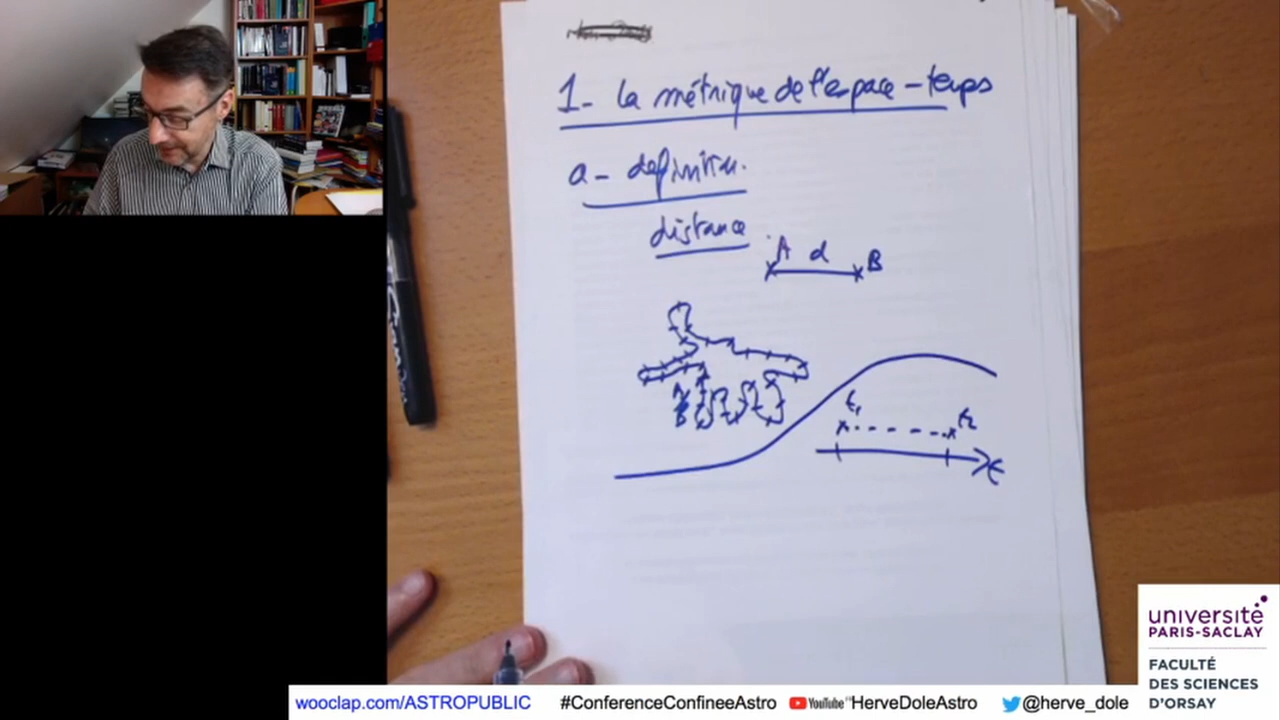 1- La métrique de l'espace-temps
a- définition.
distance
A d B
t1 t2
t
wooclap.com/ASTROPUBLIC #ConferenceConfineeAstro YouTube HerveDoleAstro @herve_dole
université
PARIS-SACLAY
FACULTÉ
DES SCIENCES
D'ORSAY